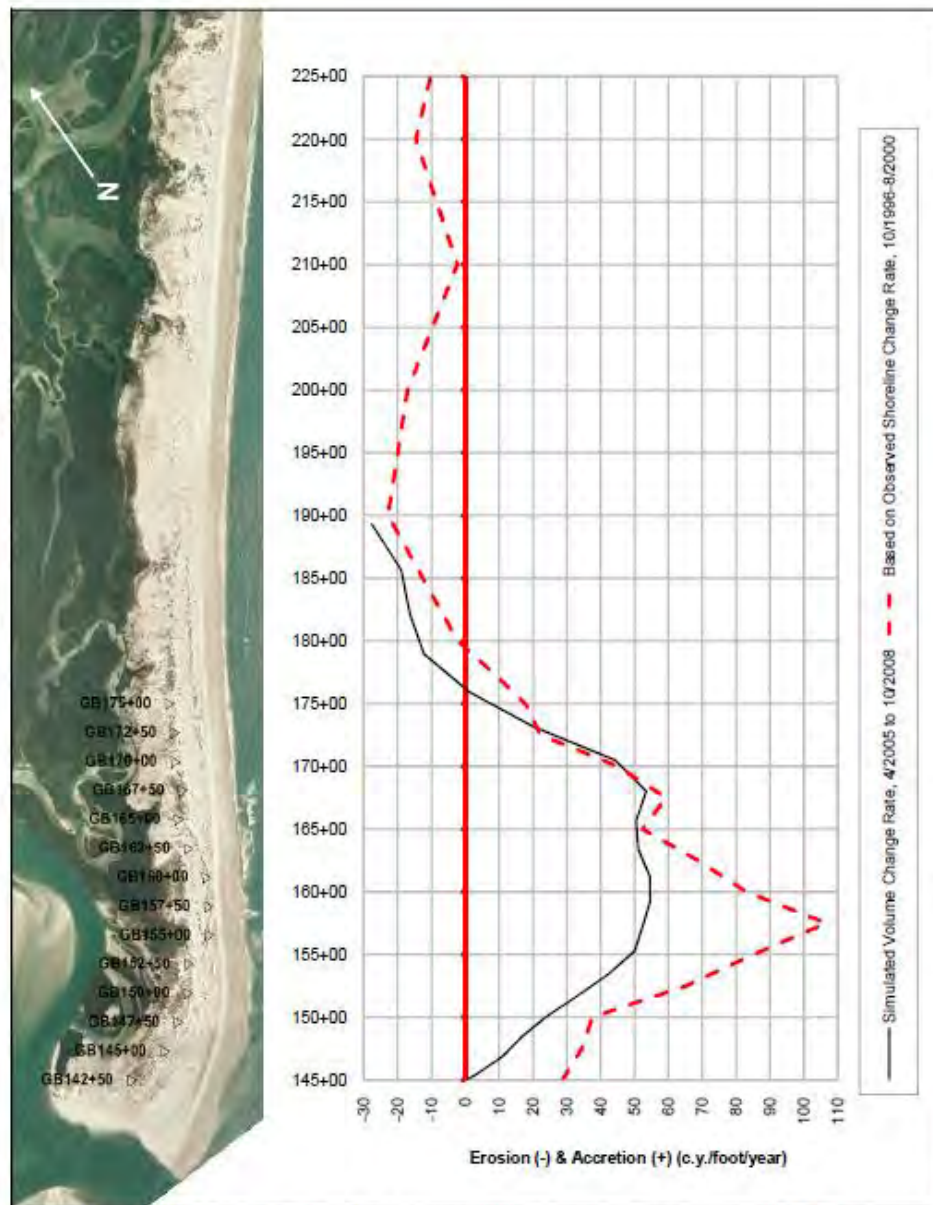 N
GB175+00
GB172+50
GB170+00
GB167+50
GB165+00
GB162+50
GB160+00
GB157+50
GB155+00
GB152+50
GB150+00
GB147+50
GB145+00
GB142+50
225+00
220+00
215+00
210+00
205+00
200+00
195+00
190+00
185+00
180+00
175+00
170+00
165+00
160+00
155+00
150+00
145+00
-30
-20
-10
0
10
20
30
40
50
60
70
80
90
100
110
Erosion (-) & Accretion (+) (c.y./foot/year)
Simulated Volume Change Rate, 4/2005 to 10/2008
Based on Observed Shoreline Change Rate, 10/1996-8/2000